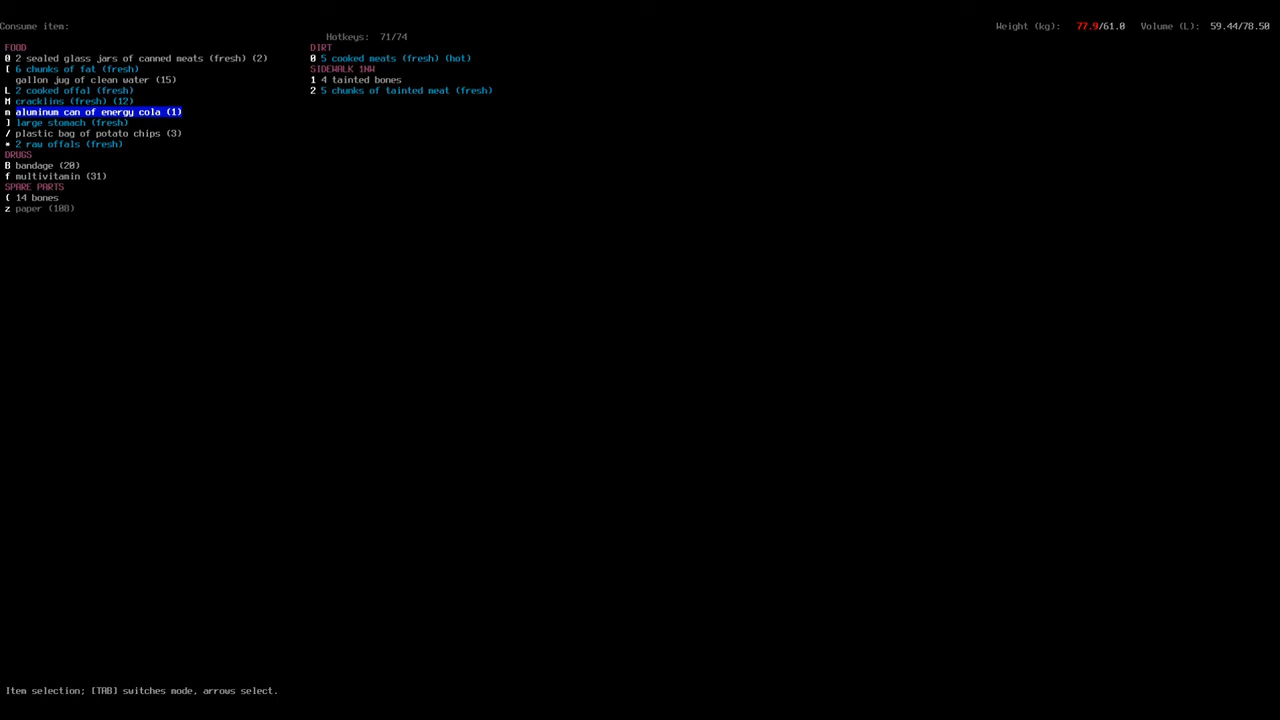 Consume item:
Weight (kg): 77.9/61.0 Volume (L): 59.44/78.50
Hotkeys: 71/74
FOOD
0 2 sealed glass jars of canned meats (fresh) (2)
[ 6 chunks of fat (fresh)
gallon jug of clean water (15)
L 2 cooked offal (fresh)
M cracklins (fresh) (12)
m aluminum can of energy cola (1)
] large stomach (fresh)
/ plastic bag of potato chips (3)
* 2 raw offals (fresh)
DRUGS
B bandage (20)
f multivitamin (31)
SPARE PARTS
( 14 bones
z paper (108)
DIRT
0 5 cooked meats (fresh) (hot)
SIDEWALK 1NW
1 4 tainted bones
2 5 chunks of tainted meat (fresh)
Item selection; [TAB] switches mode, arrows select.